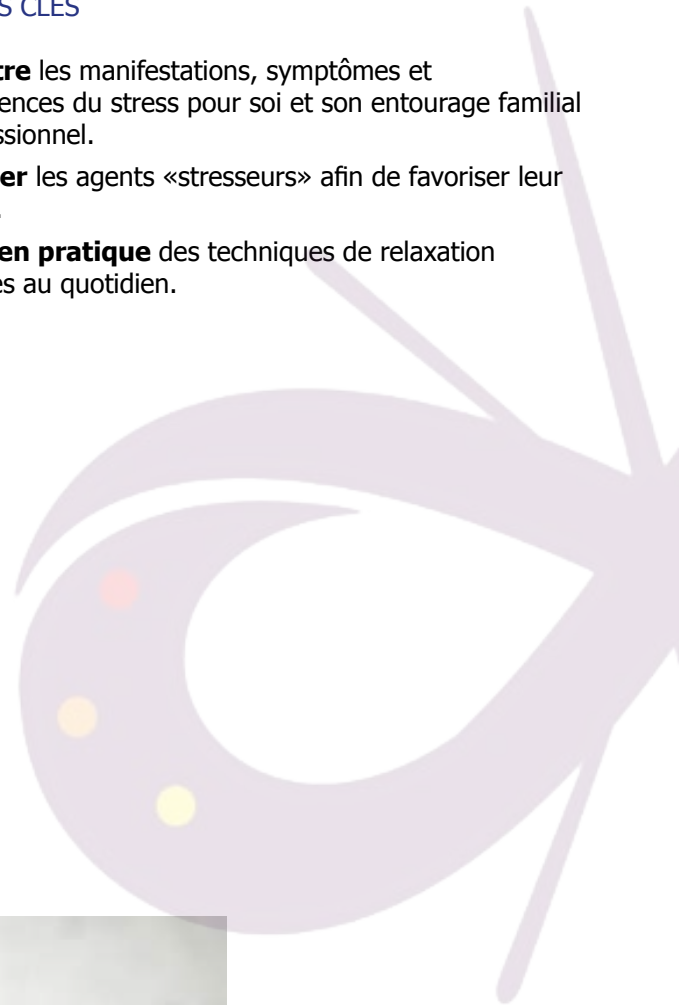 S CLÉS
tre les manifestations, symptômes et
ences du stress pour soi et son entourage familial
ssionnel.
er les agents «stresseurs» afin de favoriser leur
en pratique des techniques de relaxation
es au quotidien.